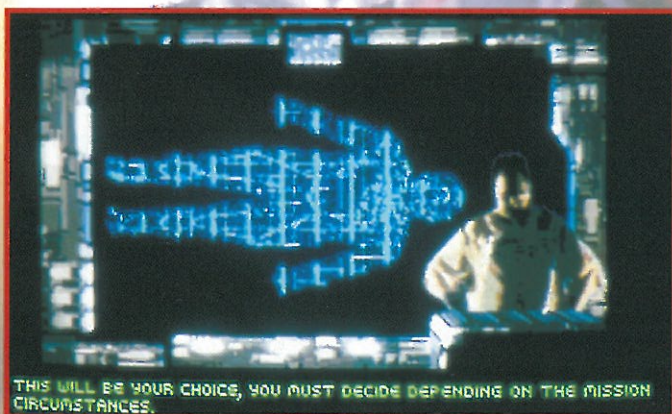 THIS WILL BE YOUR CHOICE, YOU MUST DECIDE DEPENDING ON THE MISSION
CIRCUMSTANCES.